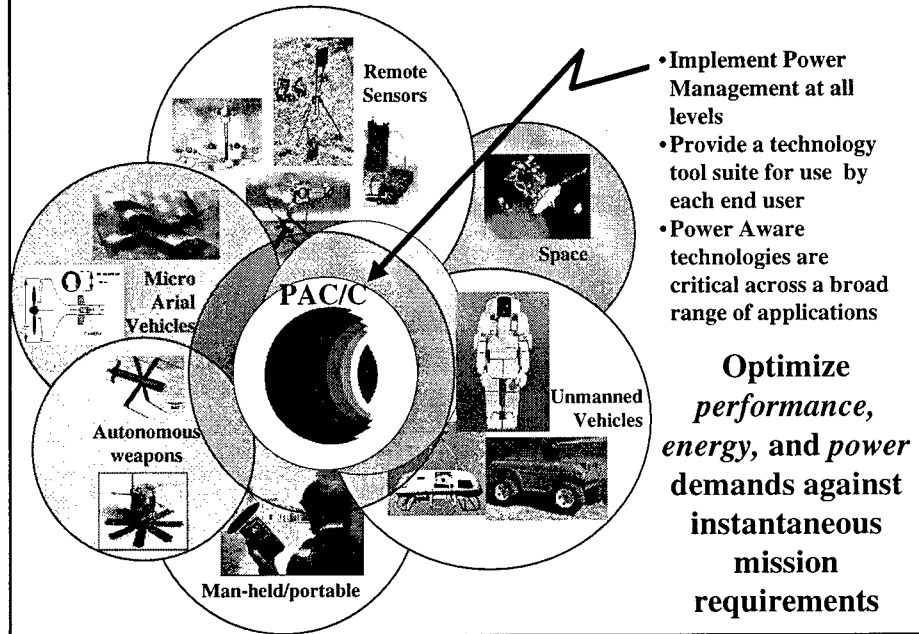 Remote
Sensors
Space
Micro
Arial
Vehicles
PAC/C
Unmanned
Vehicles
Autonomous
weapons
Man-held/portable
•Implement Power
Management at all
levels
•Provide a technology
tool suite for use by
each end user
•Power Aware
technologies are
critical across a broad
range of applications
Optimize
performance,
energy, and power
demands against
instantaneous
mission
requirements